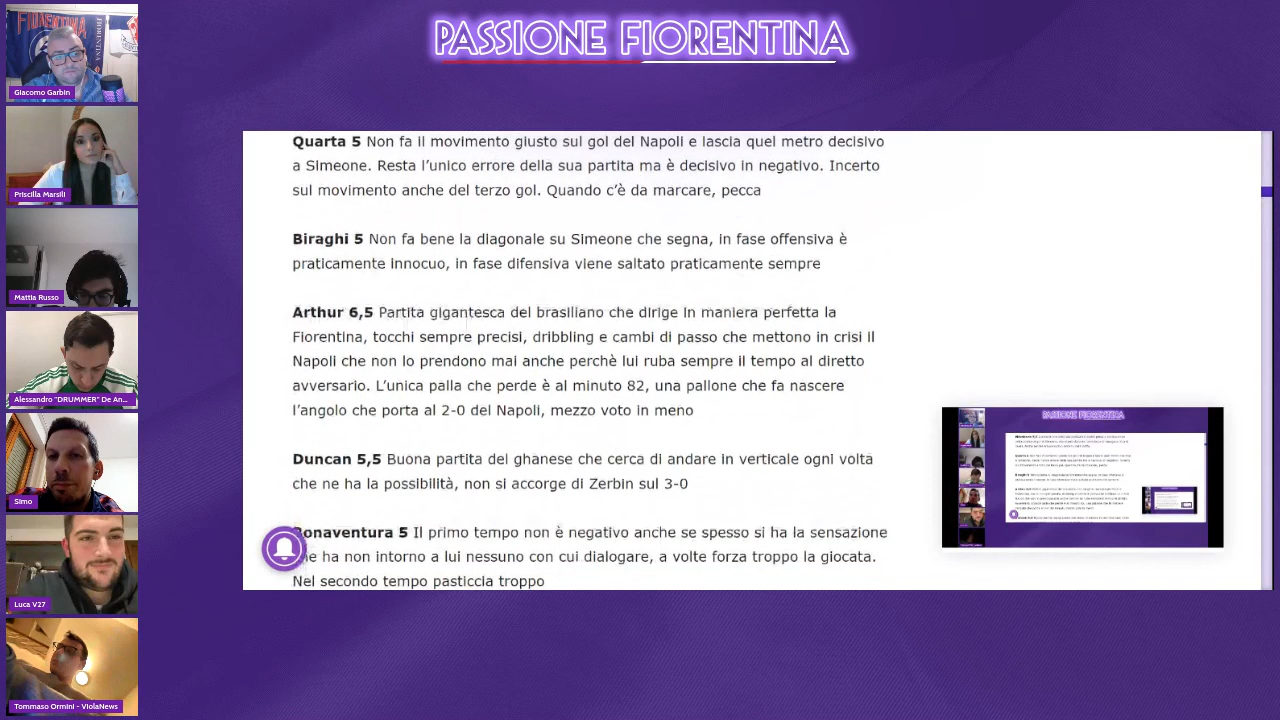 PASSIONE FIORENTINA
Giacomo Garbin
Priscilla Marsili
Mattia Russo
Alessandro "DRUMMER" De An...
Simo
Luca V27
Tommaso Ormini - ViolaNews
Quarta 5 Non fa il movimento giusto sul gol del Napoli e lascia quel metro decisivo
a Simeone. Resta l'unico errore della sua partita ma è decisivo in negativo. Incerto
sul movimento anche del terzo gol. Quando c'è da marcare, pecca
Biraghi 5 Non fa bene la diagonale su Simeone che segna, in fase offensiva è
praticamente innocuo, in fase difensiva viene saltato praticamente sempre
Arthur 6,5 Partita gigantesca del brasiliano che dirige in maniera perfetta la
Fiorentina, tocchi sempre precisi, dribbling e cambi di passo che mettono in crisi il
Napoli che non lo prendono mai anche perchè lui ruba sempre il tempo al diretto
avversario. L'unica palla che perde è al minuto 82, una pallone che fa nascere
l'angolo che porta al 2-0 del Napoli, mezzo voto in meno
Buona partita del ghanese che cerca di andare in verticale ogni volta
che ne ha la possibilità, non si accorge di Zerbin sul 3-0
Bonaventura 5 Il primo tempo non è negativo anche se spesso si ha la sensazione
che ha non intorno a lui nessuno con cui dialogare, a volte forza troppo la giocata.
Nel secondo tempo pasticcia troppo
PASSIONE FIORENTINA